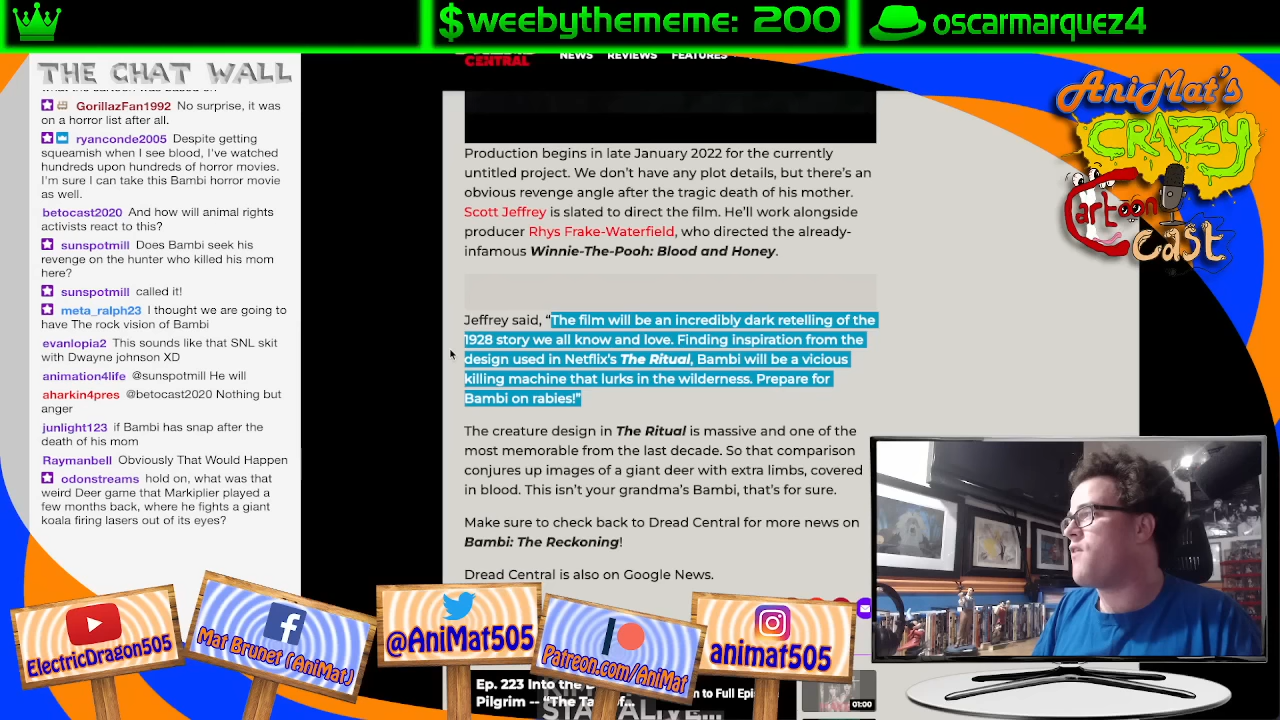 $weebythememe: 200
oscarmarquez4
THE CHAT WALL
GorillazFan1992 No surprise, it was
on a horror list after all.
ryanconde2005 Despite getting
squeamish when I see blood, I've watched
hundreds upon hundreds of horror movies.
I'm sure I can take this Bambi horror movie
as well.
betocast2020 And how will animal rights
activists react to this?
sunspotmill Does Bambi seek his
revenge on the hunter who killed his mom
here?
sunspotmill called it!
meta_ralph23 I thought we are going to
have The rock vision of Bambi
evanlopia2 This sounds like that SNL skit
with Dwayne johnson XD
animation4life @sunspotmill He will
aharkin4pres @betocast2020 Nothing but
anger
junlight123 if Bambi has snap after the
death of his mom
Raymanbell Obviously That Would Happen
odonstreams hold on, what was that
weird Deer game that Markiplier played a
few months back, where he fights a giant
koala firing lasers out of its eyes?
CENTRAL
NEWS REVIEWS FEATURES
Production begins in late January 2022 for the currently
untitled project. We don't have any plot details, but there's an
obvious revenge angle after the tragic death of his mother.
Scott Jeffrey is slated to direct the film. He'll work alongside
producer Rhys Frake-Waterfield, who directed the already-
infamous Winnie-The-Pooh: Blood and Honey.
Jeffrey said, “The film will be an incredibly dark retelling of the
1928 story we all know and love. Finding inspiration from the
design used in Netflix's The Ritual, Bambi will be a vicious
killing machine that lurks in the wilderness. Prepare for
Bambi on rabies!”
The creature design in The Ritual is massive and one of the
most memorable from the last decade. So that comparison
conjures up images of a giant deer with extra limbs, covered
in blood. This isn't your grandma's Bambi, that's for sure.
Make sure to check back to Dread Central for more news on
Bambi: The Reckoning!
Dread Central is also on Google News.
Ep. 223 Into the
Pilgrim -- “The
n to Full Epi
01:00
STAY ALIVE...
AniMat's
CRAZY
Cartoon
Cast
ElectricDragon505
Mat Brunet (AniMat)
@AniMat505
Patreon.com/AniMat
animat505